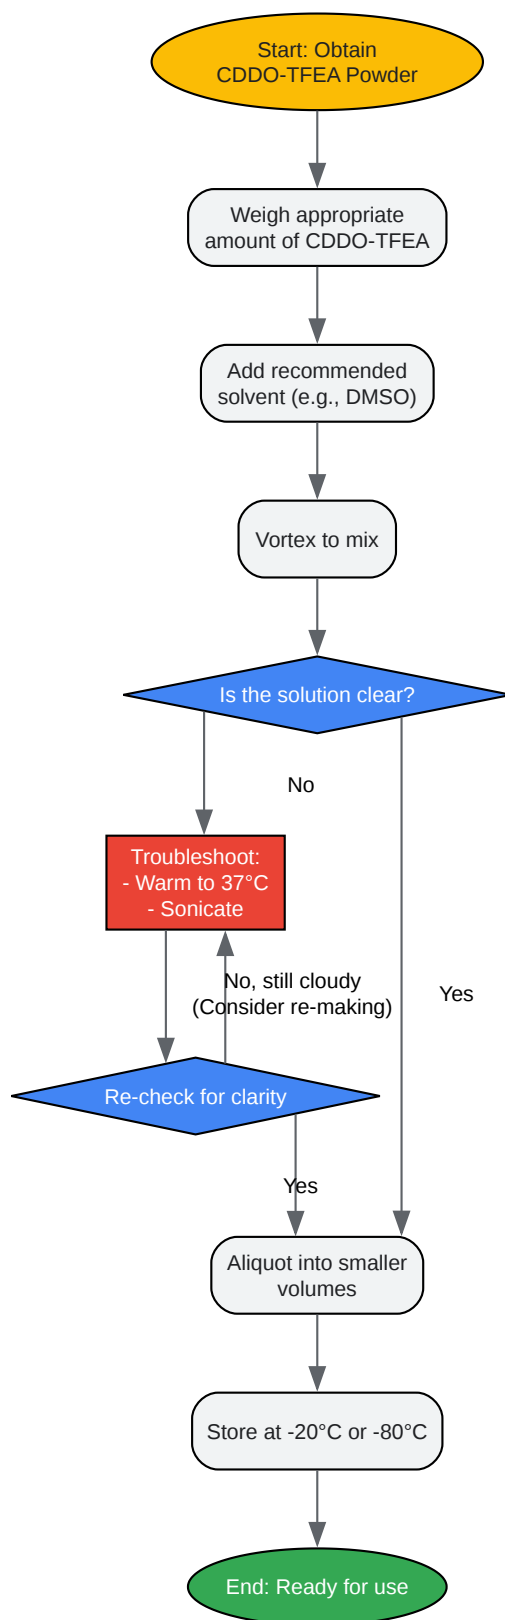 Start: Obtain
CDDO-TFEA Powder
Weigh appropriate
amount of CDDO-TFEA
Add recommended
solvent (e.g., DMSO)
Vortex to mix
Is the solution clear?
No
Troubleshoot:
- Warm to 37°C
- Sonicate
No, still cloudy
(Consider re-making)
Yes
Re-check for clarity
Yes
Aliquot into smaller
volumes
Store at -20°C or -80°C
End: Ready for use